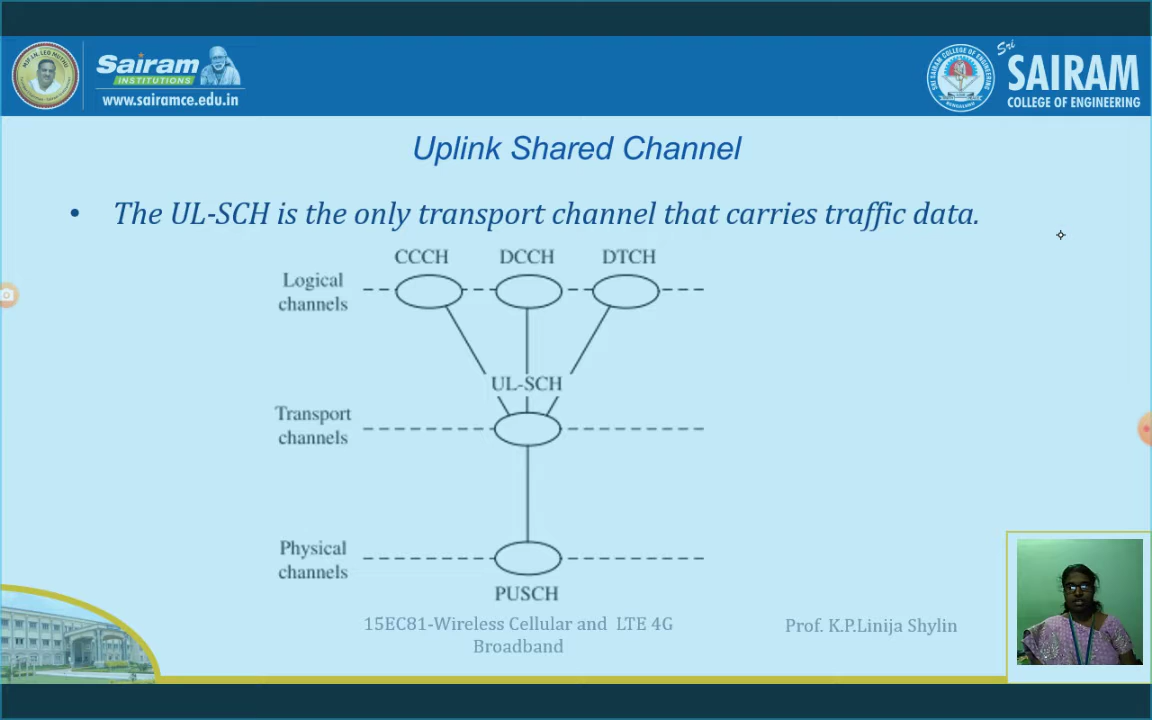 Sairam
INSTITUTIONS
www.sairamce.edu.in
Sri
SAIRAM
COLLEGE OF ENGINEERING
Uplink Shared Channel
• The UL-SCH is the only transport channel that carries traffic data.
CCCH DCCH DTCH
Logical
channels
UL-SCH
Transport
channels
Physical
channels
PUSCH
15EC81-Wireless Cellular and LTE 4G
Broadband
Prof. K.P.Linija Shylin